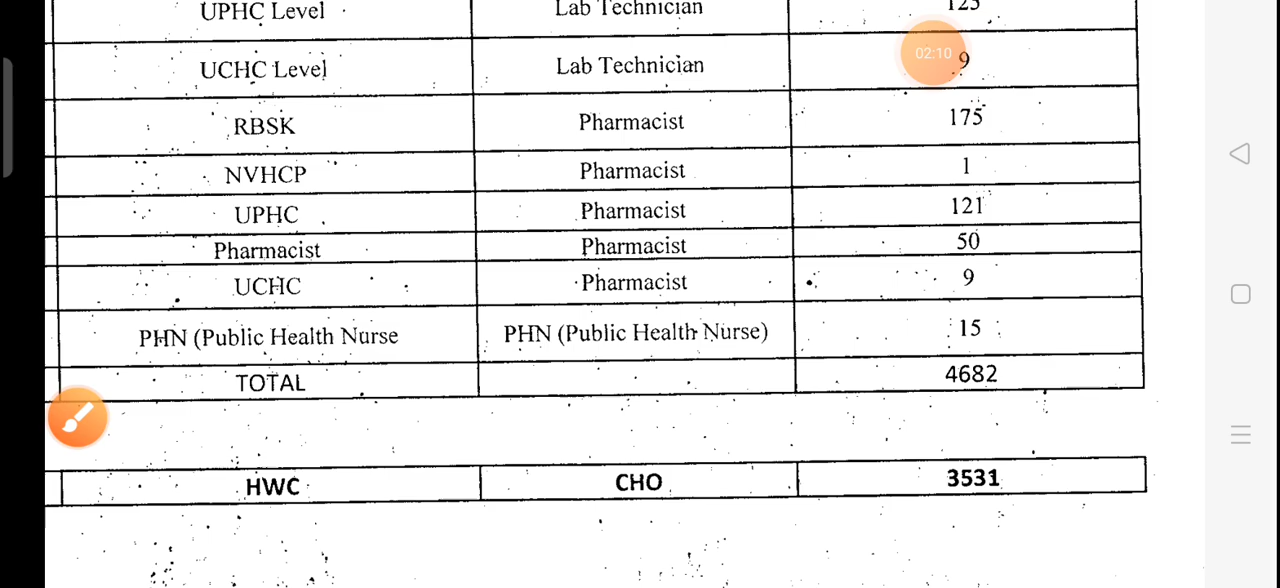 UPHC Level Lab Technician 123
UCHC Level Lab Technician 9
02:10
RBSK Pharmacist 175
NVHCP Pharmacist 1
UPHC Pharmacist 121
Pharmacist Pharmacist 50
UCHC Pharmacist 9
PHN (Public Health Nurse PHN (Public Health Nurse) 15
TOTAL 4682
HWC CHO 3531